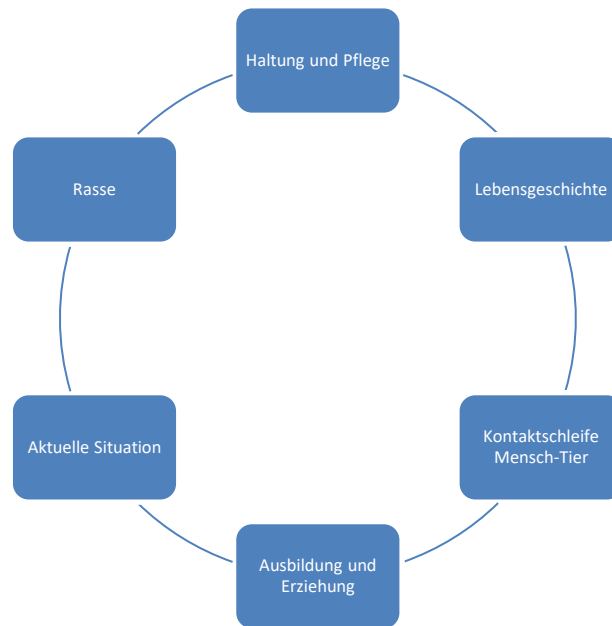 Haltung und Pflege
Lebensgeschichte
Kontaktschleife
Mensch-Tier
Ausbildung und
Erziehung
Aktuelle Situation
Rasse